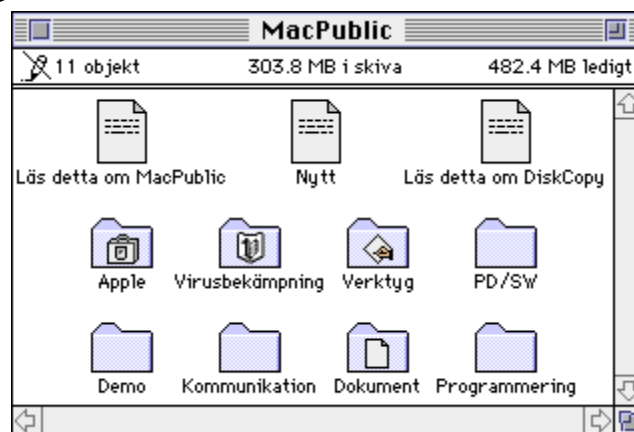 MacPublic
11 objekt 303.8 MB i skiva 482.4 MB ledigt
Läs detta om MacPublic Nytt Läs detta om DiskCopy
Apple Virusbekämpning Verktyg PD/SW
Demo Kommunikation Dokument Programmering